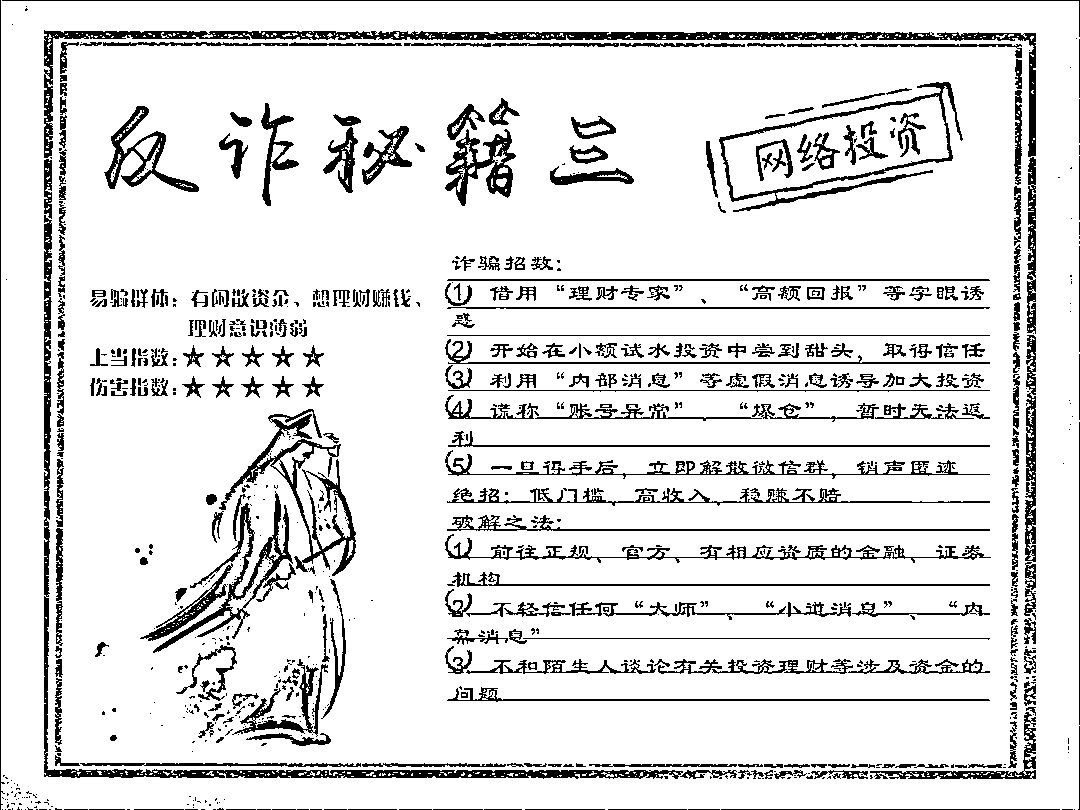 反诈秘籍三
网络投资
易骗群体：有闲散资金、想理财赚钱、
理财意识薄弱
上当指数：★★★★★
伤害指数：★★★★★
诈骗招数：
① 借用“理财专家”、“高额回报”等字眼诱
惑
② 开始在小额试水投资中尝到甜头，取得信任
③ 利用“内部消息”等虚假消息诱导加大投资
④ 谎称“账号异常”、“爆仓”，暂时无法返
利
⑤ 一旦得手后，立即解散微信群，销声匿迹
绝招：低门槛、高收入、稳赚不赔
破解之法：
① 前往正规、官方、有相应资质的金融、证券
机构
② 不轻信任何“大师”、“小道消息”、“内
幕消息”
③ 不和陌生人谈论有关投资理财等涉及资金的
问题